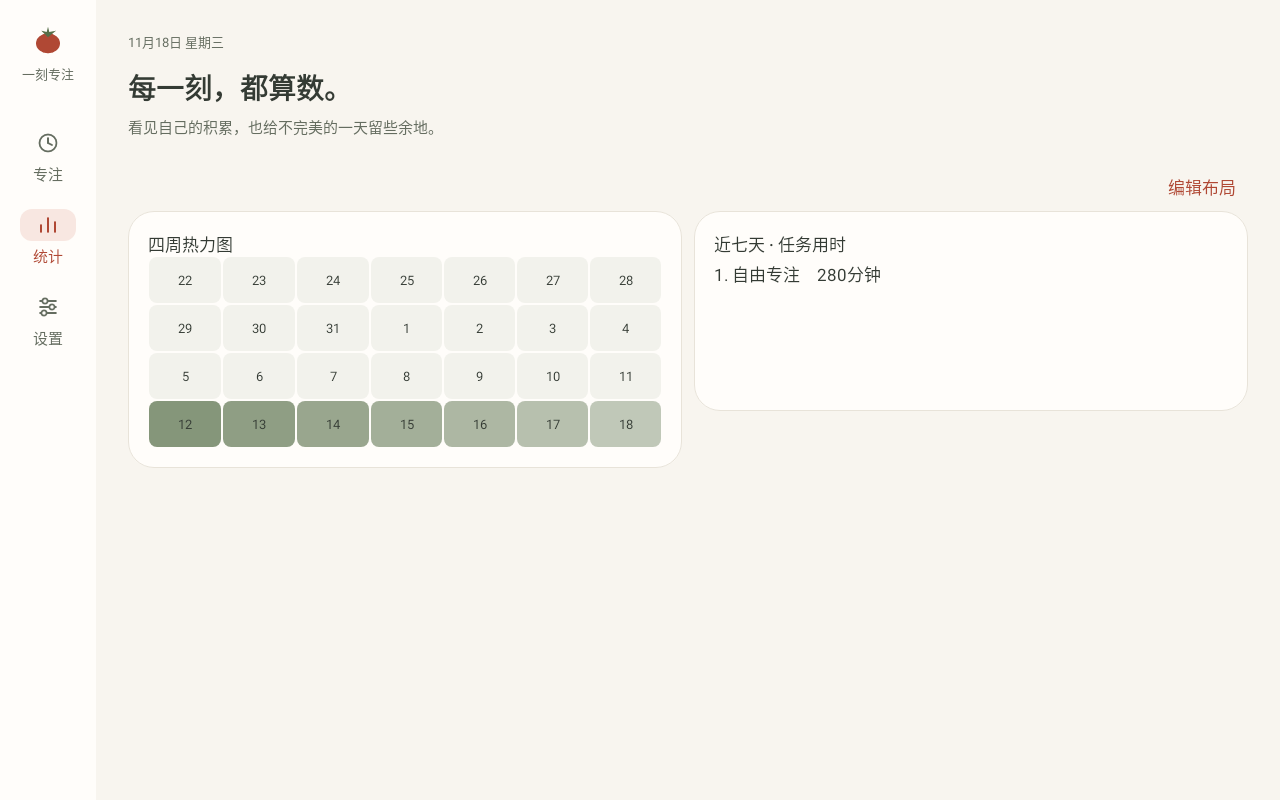 一刻专注
专注
统计
设置
11月18日 星期三
每一刻，都算数。
看见自己的积累，也给不完美的一天留些余地。
编辑布局
四周热力图
22 23 24 25 26 27 28
29 30 31 1 2 3 4
5 6 7 8 9 10 11
12 13 14 15 16 17 18
近七天 · 任务用时
1. 自由专注 280分钟